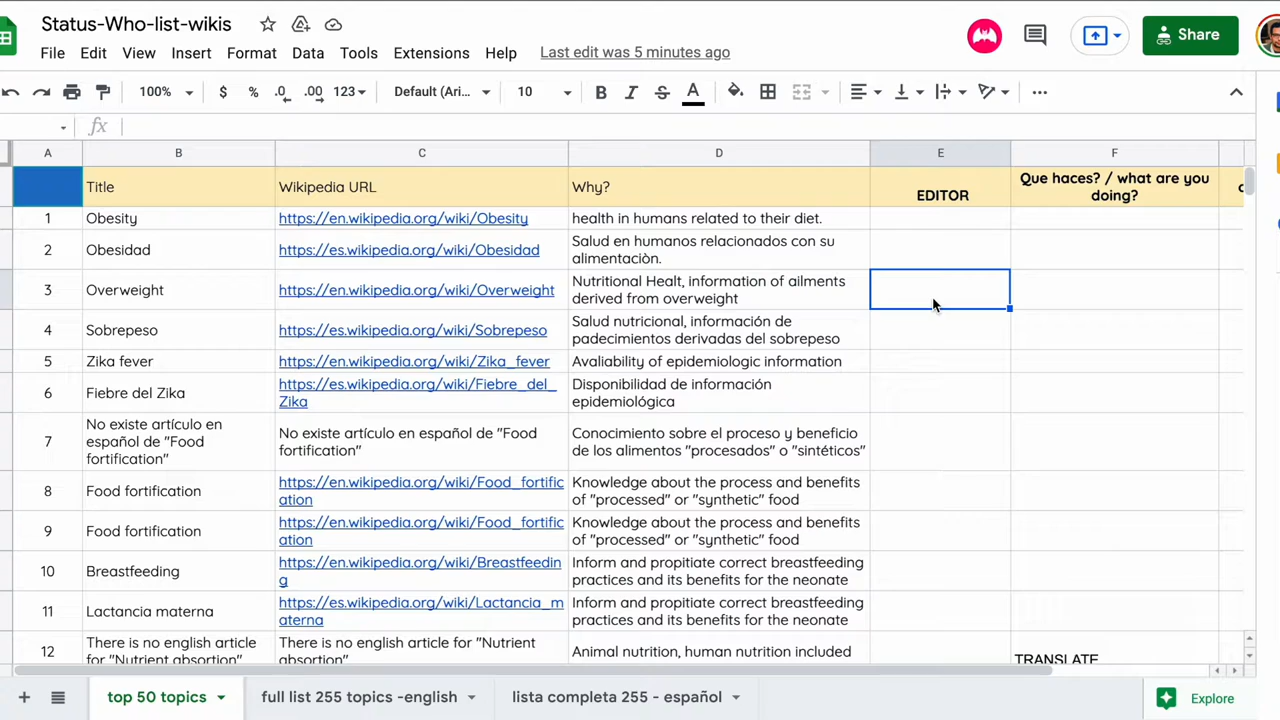 Status-Who-list-wikis
File Edit View Insert Format Data Tools Extensions Help Last edit was 5 minutes ago
Share
100% $ % .0 .00 123 Default (Ari... 10 B I S A ...
fx
A B C D E F
Title Wikipedia URL Why? EDITOR Que haces? / what are you
doing?
1 Obesity https://en.wikipedia.org/wiki/Obesity health in humans related to their diet.
2 Obesidad https://es.wikipedia.org/wiki/Obesidad Salud en humanos relacionados con su
alimentaciòn.
3 Overweight https://en.wikipedia.org/wiki/Overweight Nutritional Healt, information of ailments
derived from overweight
4 Sobrepeso https://en.wikipedia.org/wiki/Sobrepeso Salud nutricional, información de
padecimientos derivadas del sobrepeso
5 Zika fever https://en.wikipedia.org/wiki/Zika_fever Avaliability of epidemiologic information
6 Fiebre del Zika https://es.wikipedia.org/wiki/Fiebre_del_ Disponibilidad de información
Zika epidemiológica
7 No existe artículo en
español de "Food
fortification" No existe artículo en español de "Food
fortification" Conocimiento sobre el proceso y beneficio
de los alimentos "procesados" o "sintéticos"
8 Food fortification https://en.wikipedia.org/wiki/Food_fortific Knowledge about the process and benefits
ation of "processed" or "synthetic" food
9 Food fortification https://en.wikipedia.org/wiki/Food_fortific Knowledge about the process and benefits
ation of "processed" or "synthetic" food
10 Breastfeeding https://en.wikipedia.org/wiki/Breastfeedin Inform and propitiate correct breastfeeding
g practices and its benefits for the neonate
11 Lactancia materna https://es.wikipedia.org/wiki/Lactancia_m Inform and propitiate correct breastfeeding
aterna practices and its benefits for the neonate
12 There is no english article There is no english article for "Nutrient Animal nutrition, human nutrition included
for "Nutrient absortion" absortion" TRANSLATE
top 50 topics full list 255 topics -english lista completa 255 - español Explore